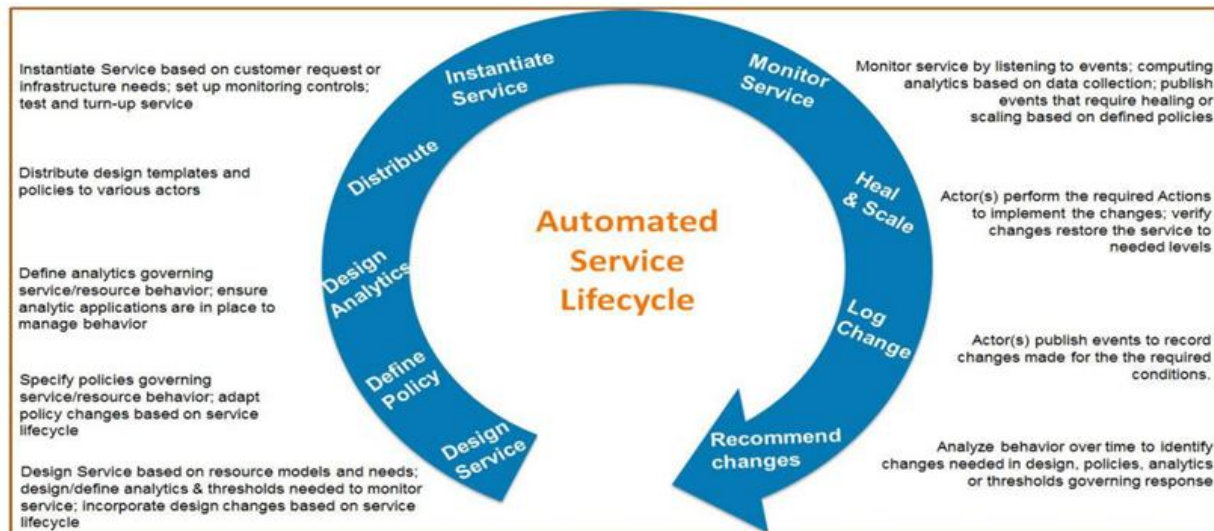 Instantiate Service based on customer request or
infrastructure needs; set up monitoring controls;
test and turn-up service
Distribute design templates and
policies to various actors
Define analytics governing
service/resource behavior; ensure
analytic applications are in place to
manage behavior
Specify policies governing
service/resource behavior; adapt
policy changes based on service
lifecycle
Design Service based on resource models and needs;
design/define analytics & thresholds needed to monitor
service; incorporate design changes based on service
lifecycle
Design
Service
Define
Policy
Design
Analytics
Distribute
Instantiate
Service
Monitor
Service
Heal
& Scale
Log
Change
Recommend
changes
Automated
Service
Lifecycle
Monitor service by listening to events; computing
analytics based on data collection; publish
events that require healing or
scaling based on defined policies
Actor(s) perform the required Actions
to implement the changes; verify
changes restore the service to
needed levels
Actor(s) publish events to record
changes made for the the required
conditions.
Analyze behavior over time to identify
changes needed in design, policies, analytics
or thresholds governing response